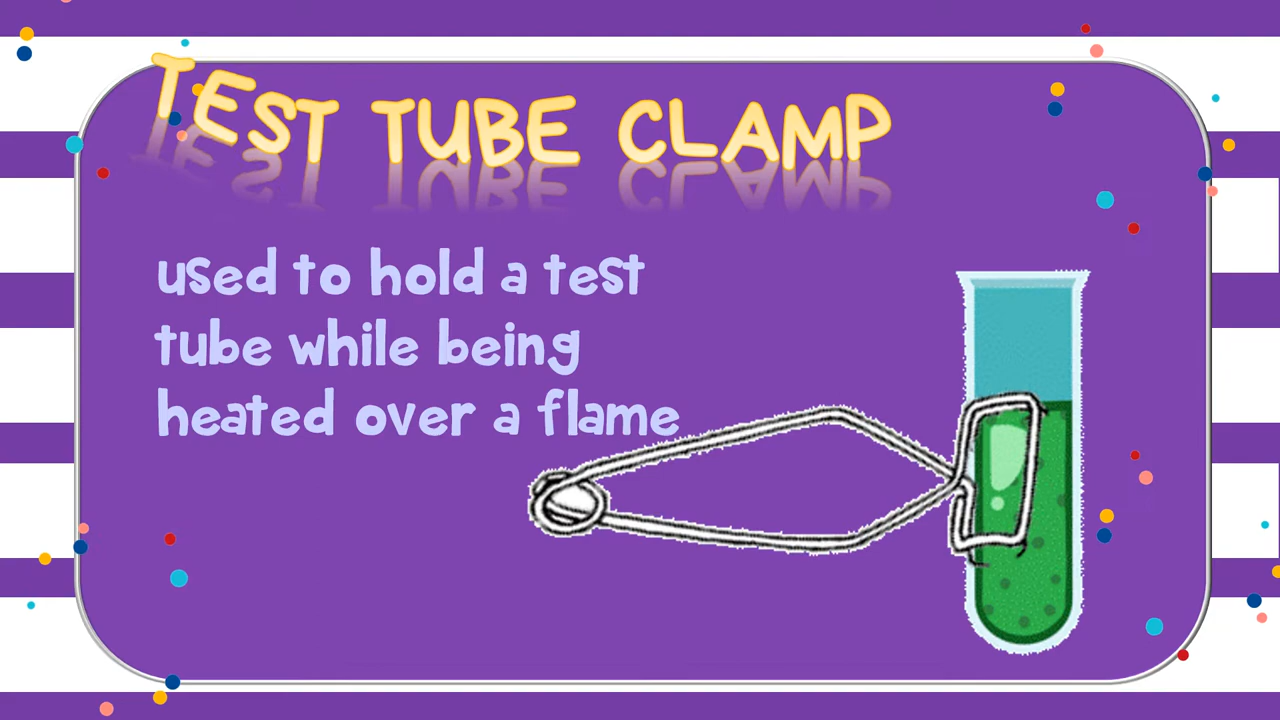 TEST TUBE CLAMP
used to hold a test
tube while being
heated over a flame